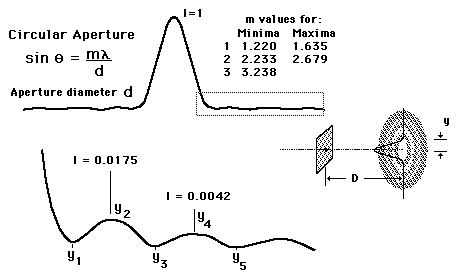 I=1
Circular Aperture
sin θ = mλ
d
Aperture diameter d
m values for:
Minima Maxima
1 1.220 1.635
2 2.233 2.679
3 3.238
y
D
I = 0.0175
I = 0.0042
y2
y4
y1
y3
y5